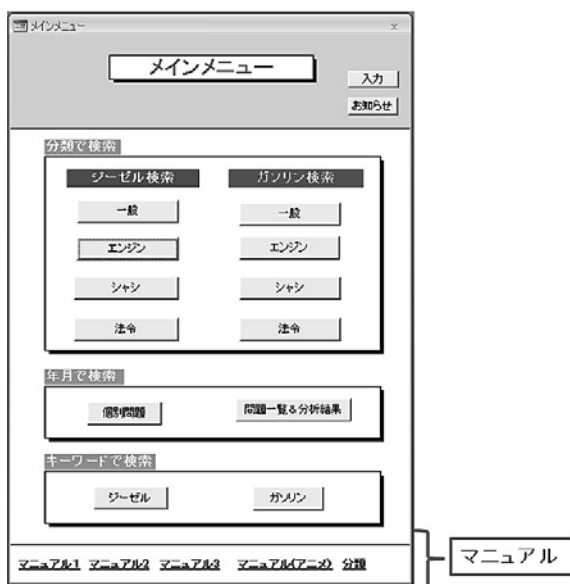 メインメニュー
メインメニュー
入力
お知らせ
分類で検索
ジーゼル検索 ガソリン検索
一般 一般
エンジン エンジン
シャシ シャシ
法令 法令
年月で検索
個別問題 問題一覧&分析結果
キーワードで検索
ジーゼル ガソリン
マニュアル1 マニュアル2 マニュアル3 マニュアル(アニメ) 分類
マニュアル